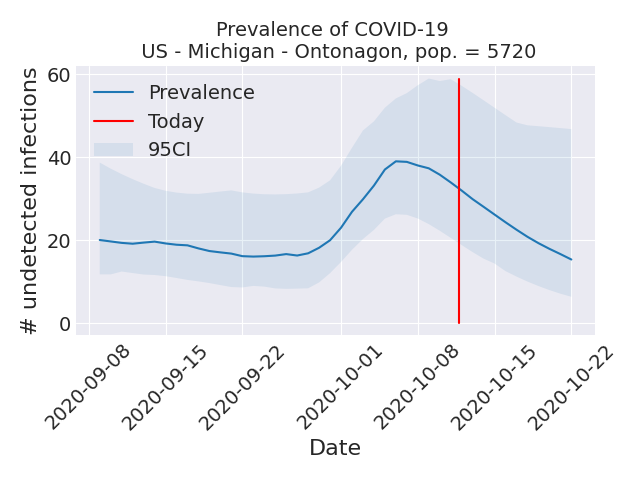 Prevalence of COVID-19
US - Michigan - Ontonagon, pop. = 5720
# undetected infections
60
40
20
0
Prevalence
Today
95CI
2020-09-08
2020-09-15
2020-09-22
2020-10-01
2020-10-08
2020-10-15
2020-10-22
Date